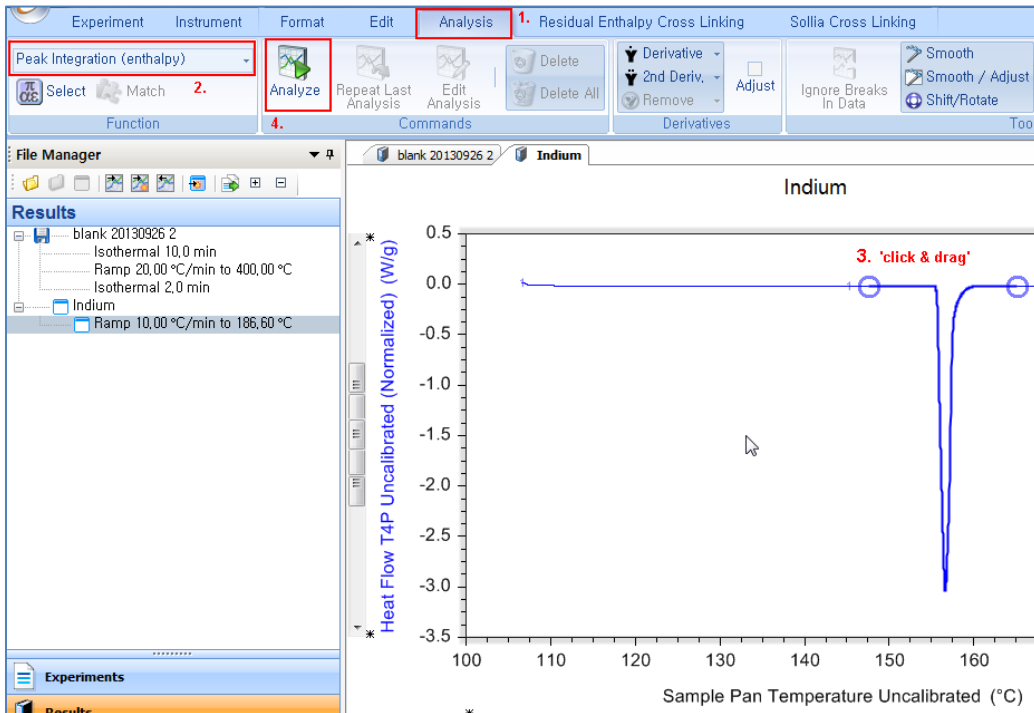 Experiment Instrument Format Edit Analysis 1. Residual Enthalpy Cross Linking Sollia Cross Linking
Peak Integration (enthalpy)
2.
Select Match
Function
Analyze
4.
Repeat Last Analysis
Edit Analysis
Delete
Delete All
Commands
Derivative
2nd Deriv,
Remove
Adjust
Derivatives
Ignore Breaks In Data
Smooth
Smooth / Adjust
Shift/Rotate
Too
File Manager
Results
blank 20130926 2
Isothermal 10,0 min
Ramp 20,00 °C/min to 400,00 °C
Isothermal 2,0 min
Indium
Ramp 10,00 °C/min to 186,60 °C
Experiments
Results
blank 20130926 2 Indium
Indium
3. 'click & drag'
Heat Flow T4P Uncalibrated (Normalized) (W/g)
0.5
0.0
-0.5
-1.0
-1.5
-2.0
-2.5
-3.0
-3.5
100 110 120 130 140 150 160
Sample Pan Temperature Uncalibrated (°C)